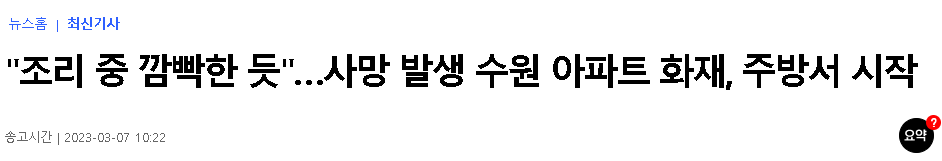 뉴스홈 | 최신기사
"조리 중 깜빡한 듯"…사망 발생 수원 아파트 화재, 주방서 시작
송고시간 | 2023-03-07 10:22
요약 ?